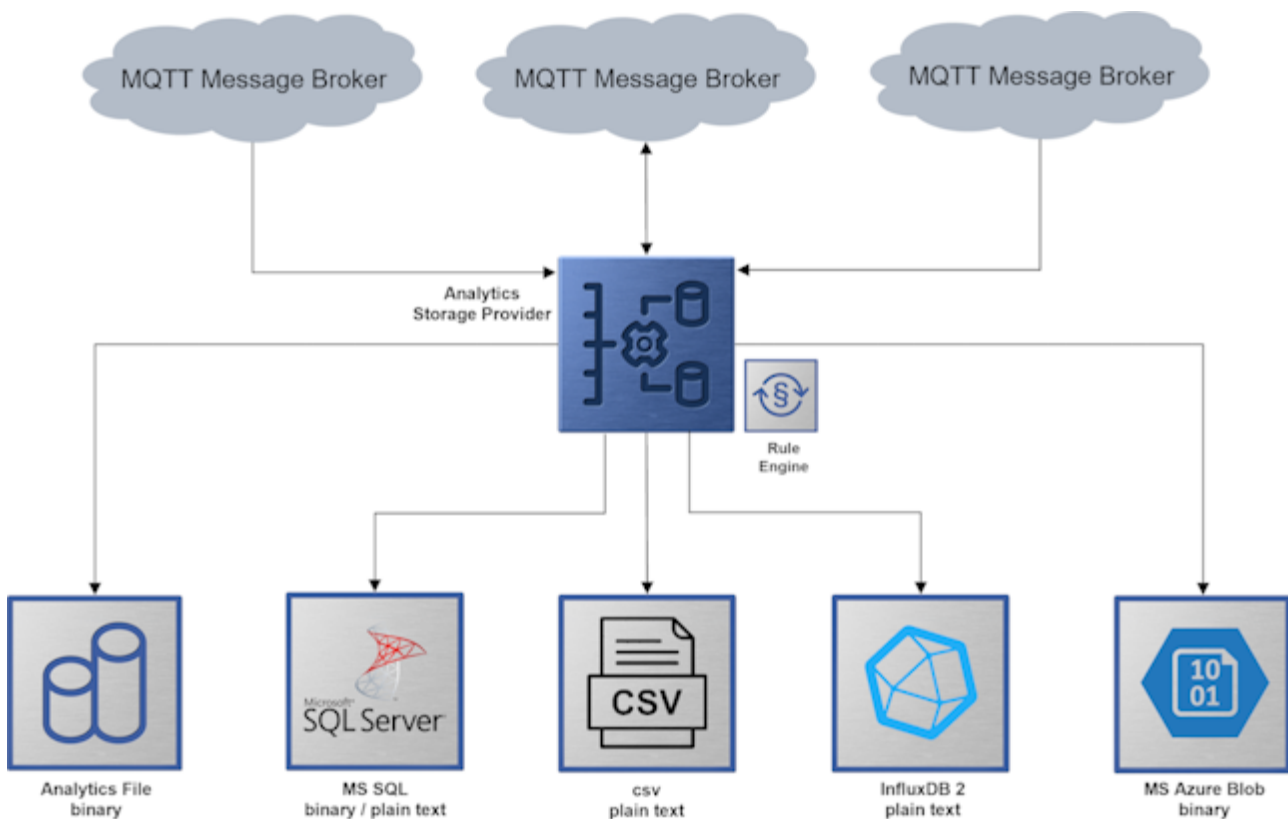 MQTT Message Broker
MQTT Message Broker
MQTT Message Broker
Analytics
Storage Provider
§
Rule
Engine
Microsoft®
SQL Server
CSV
10
01
Analytics File
binary
MS SQL
binary / plain text
csv
plain text
InfluxDB 2
plain text
MS Azure Blob
binary